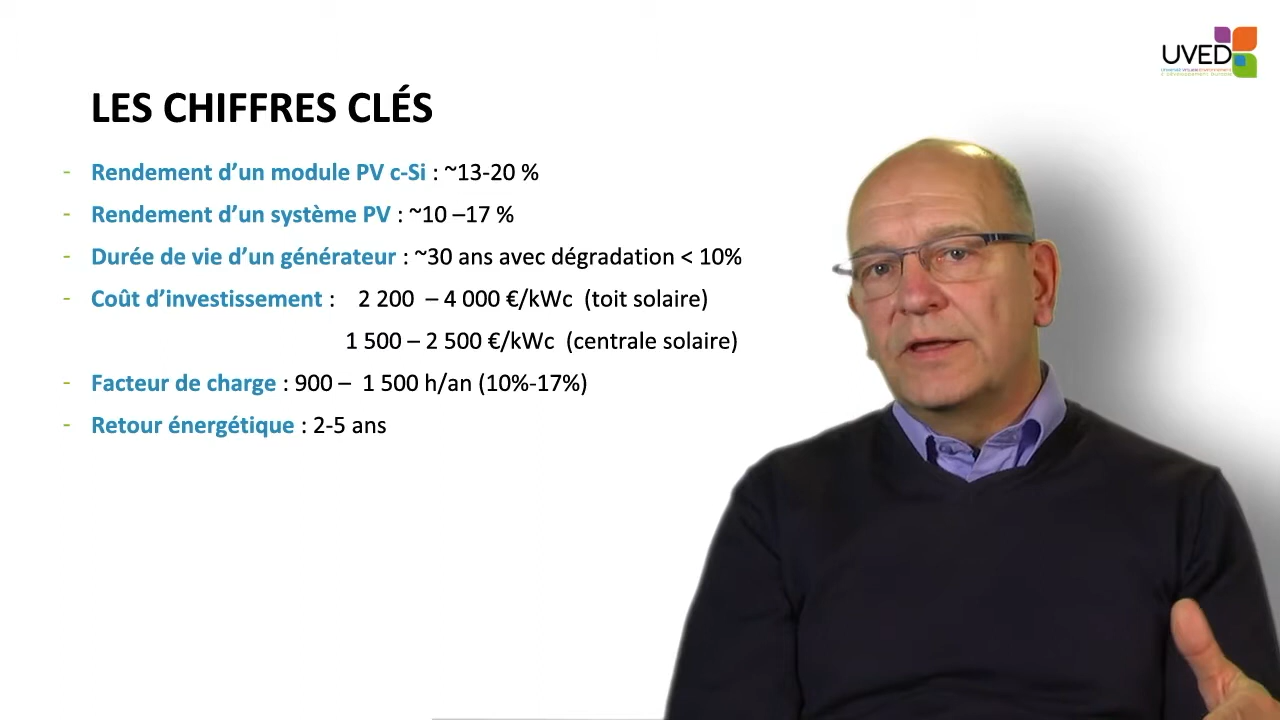 UVED
LES CHIFFRES CLÉS
- Rendement d’un module PV c-Si : ~13-20 %
- Rendement d’un système PV : ~10 –17 %
- Durée de vie d’un générateur : ~30 ans avec dégradation < 10%
- Coût d’investissement : 2 200 – 4 000 €/kWc (toit solaire)
1 500 – 2 500 €/kWc (centrale solaire)
- Facteur de charge : 900 – 1 500 h/an (10%-17%)
- Retour énergétique : 2-5 ans